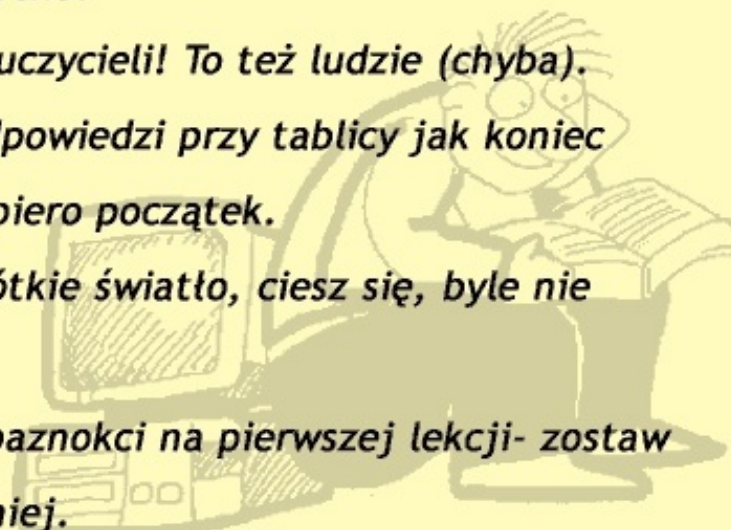 uczycieli! To też ludzie (chyba).
powiedzi przy tablicy jak koniec
piero początek.
ótkie światło, ciesz się, byle nie
paznokci na pierwszej lekcji- zostaw
niej.